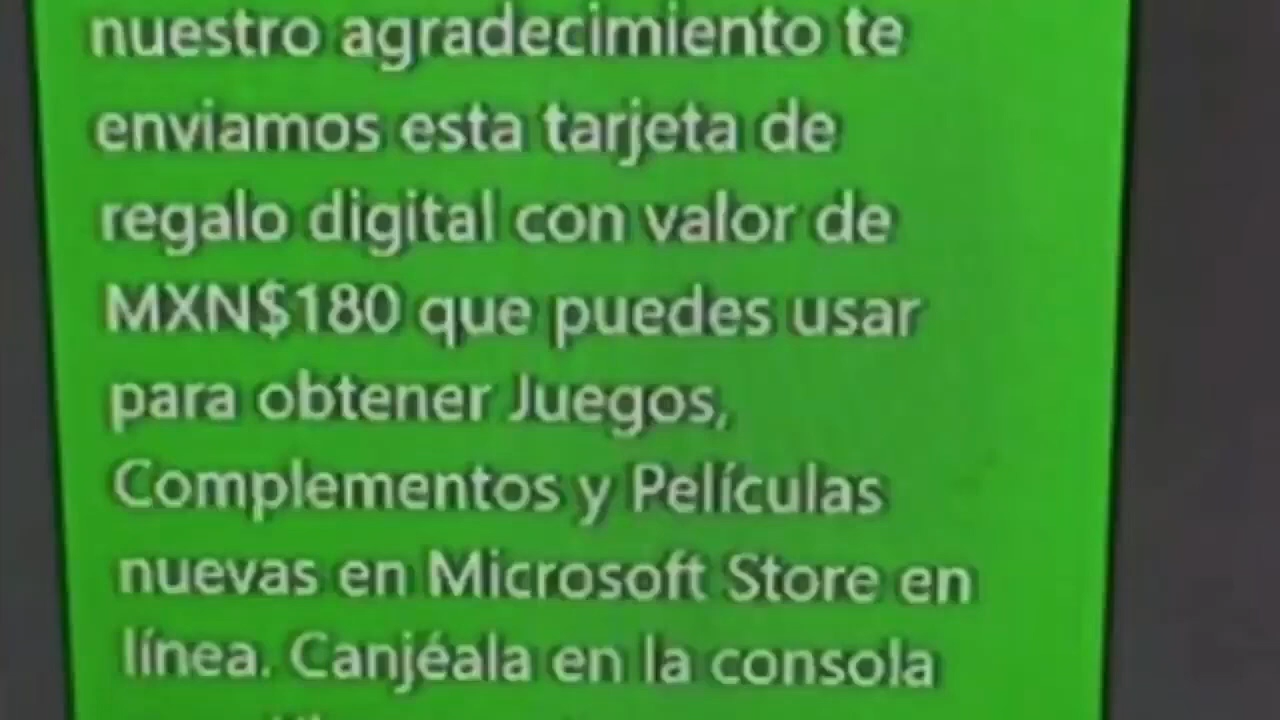 nuestro agradecimiento te
enviamos esta tarjeta de
regalo digital con valor de
MXN$180 que puedes usar
para obtener Juegos,
Complementos y Películas
nuevas en Microsoft Store en
línea. Canjéala en la consola